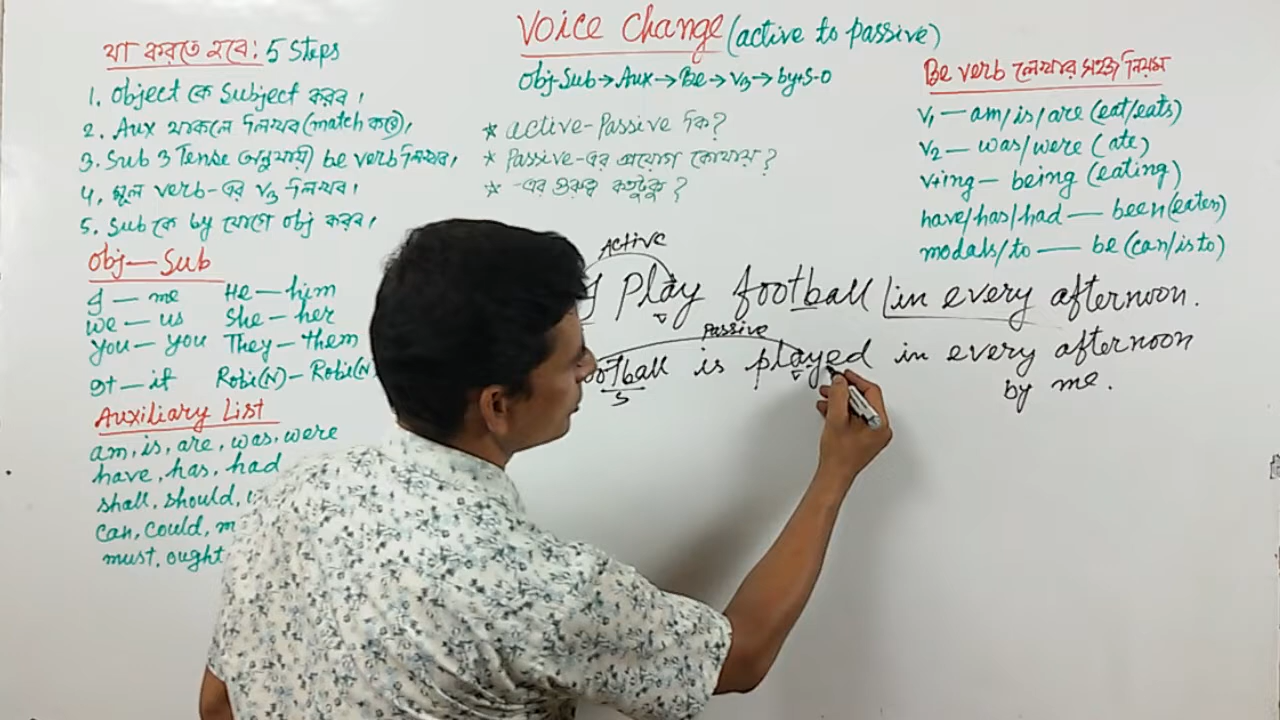 Voice Change (active to passive)
Obj-Sub→Aux→Be→V3→by+S-O
যা করতে হবে: 5 Steps
1. Object কে Subject করব।
2. Aux থাকলে লিখব (match করে)।
3. Sub ও Tense অনুযায়ী be verb লিখব।
4. মূল verb-এর V3 লিখব।
5. Sub কে by যোগে obj করব।
Obj—Sub
I — me He — him
we — us She — her
you — you They — them
It — it Robi(N) — Robi(N
Auxiliary List
am, is, are, was, were
have, has, had
shall, should,
can, could, m
must, ought
* active-Passive কি?
* Passive-এর প্রয়োগ কোথায়?
* -এর গুরুত্ব কতটুকু?
Be verb লেখার সহজ নিয়ম
V1 — am/is/are (eat/eats)
V2 — was/were (ate)
V+ing — being (eating)
have/has/had — been (eaten)
modals/to — be (can/is to)
Active
I Play football in every afternoon.
V
Passive
ootball is played in every afternoon
S V
by me.